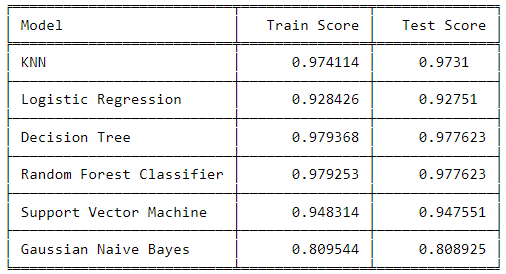 Model Train Score Test Score
KNN 0.974114 0.9731
Logistic Regression 0.928426 0.92751
Decision Tree 0.979368 0.977623
Random Forest Classifier 0.979253 0.977623
Support Vector Machine 0.948314 0.947551
Gaussian Naive Bayes 0.809544 0.808925